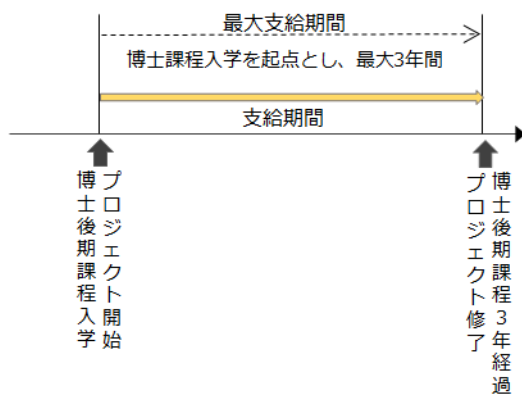 最大支給期間
博士課程入学を起点とし、最大3年間
支給期間
プロジェクト開始
博士後期課程入学
博士後期課程3年経過
プロジェクト修了